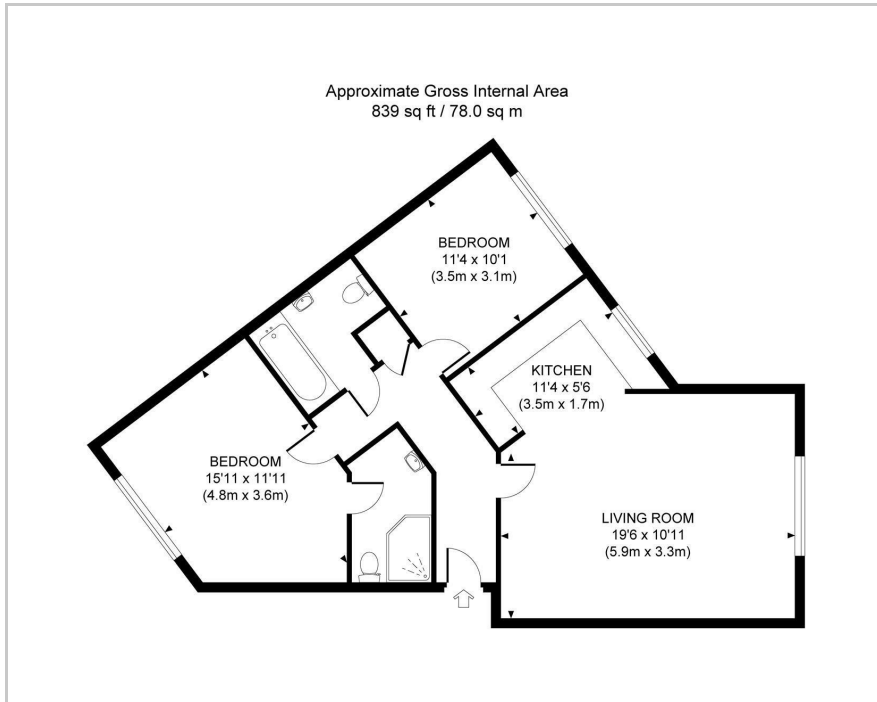 Approximate Gross Internal Area
839 sq ft / 78.0 sq m
BEDROOM
11'4 x 10'1
(3.5m x 3.1m)
KITCHEN
11'4 x 5'6
(3.5m x 1.7m)
BEDROOM
15'11 x 11'11
(4.8m x 3.6m)
LIVING ROOM
19'6 x 10'11
(5.9m x 3.3m)